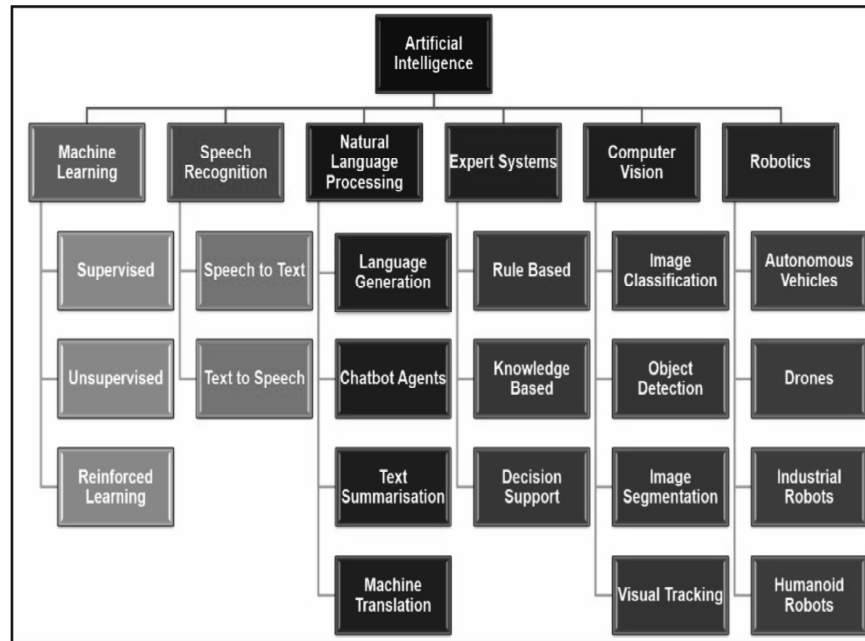 Artificial
Intelligence
Machine
Learning
Speech
Recognition
Natural
Language
Processing
Expert Systems
Computer
Vision
Robotics
Supervised
Speech to Text
Language
Generation
Rule Based
Image
Classification
Autonomous
Vehicles
Unsupervised
Text to Speech
Chatbot Agents
Knowledge
Based
Object
Detection
Drones
Reinforced
Learning
Text
Summarisation
Decision
Support
Image
Segmentation
Industrial
Robots
Machine
Translation
Visual Tracking
Humanoid
Robots